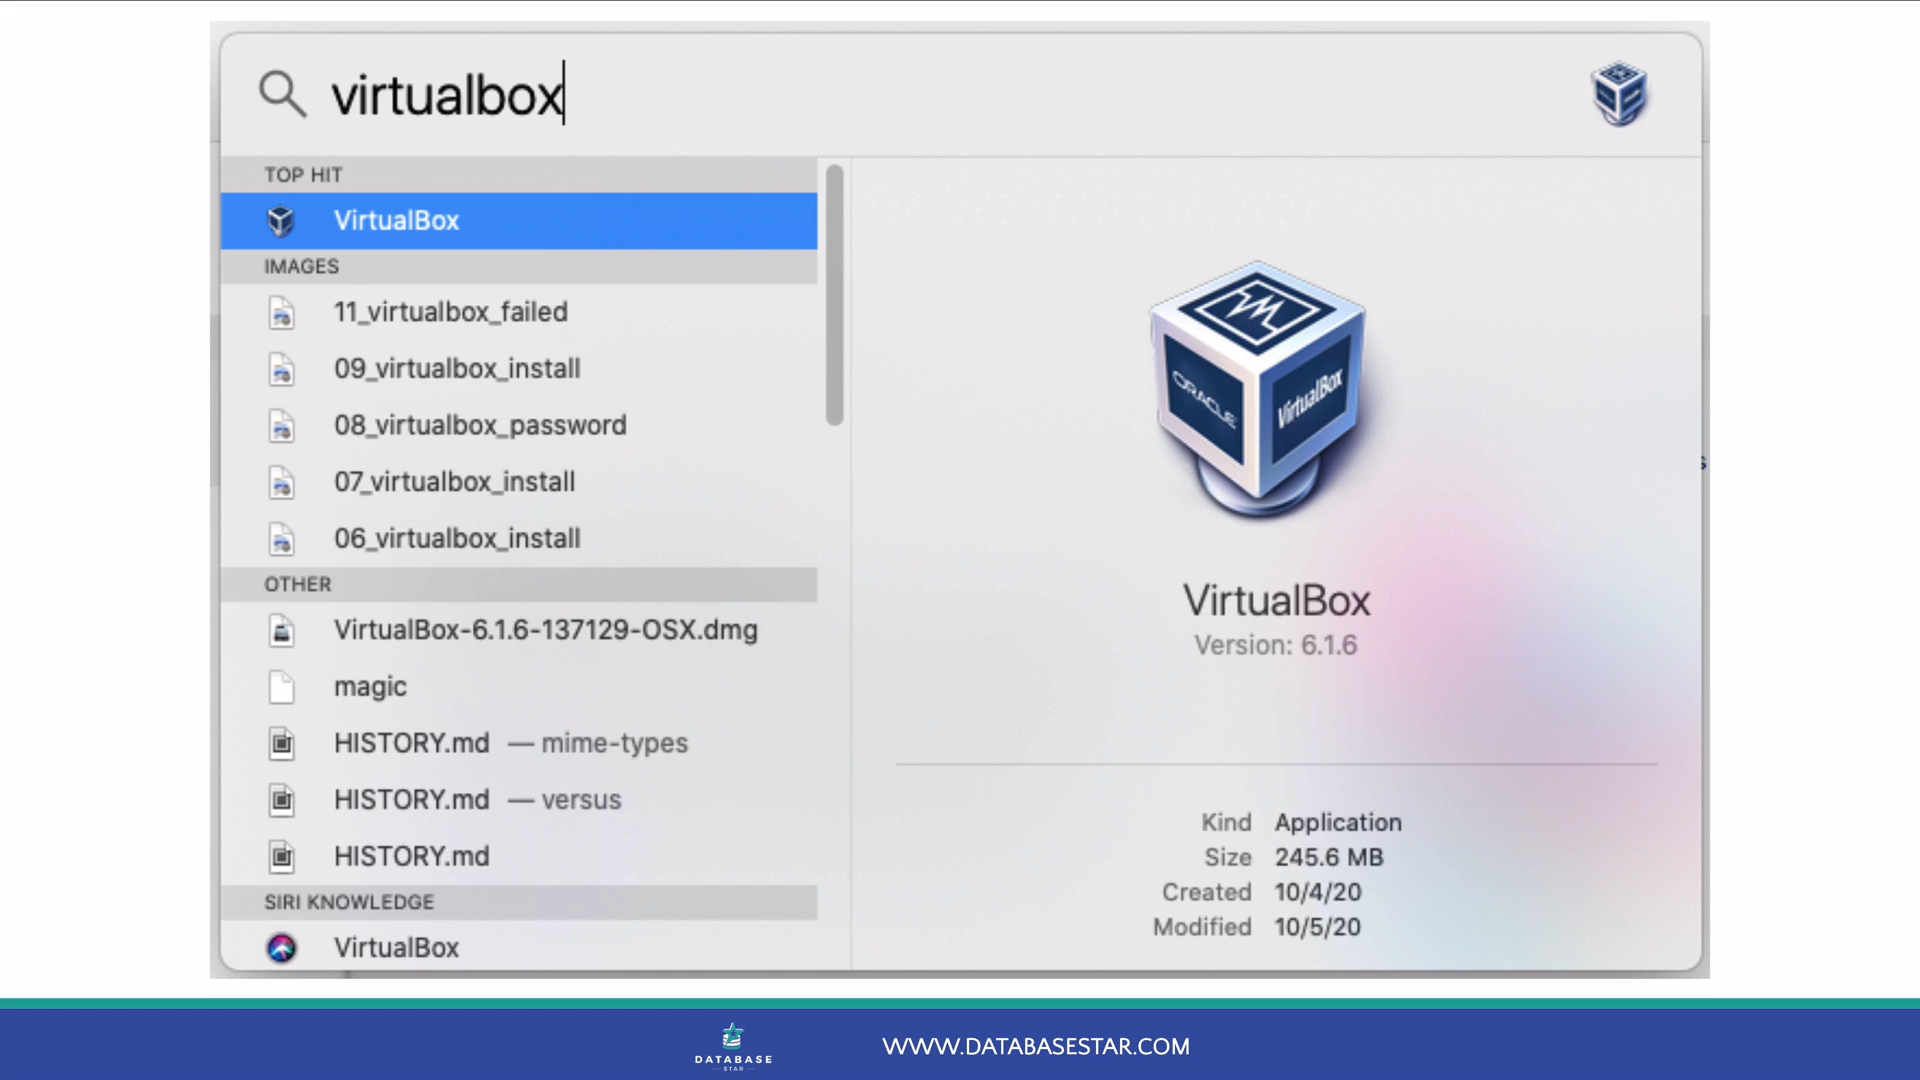 virtualbox
TOP HIT
VirtualBox
IMAGES
11_virtualbox_failed
09_virtualbox_install
08_virtualbox_password
07_virtualbox_install
06_virtualbox_install
OTHER
VirtualBox-6.1.6-137129-OSX.dmg
magic
HISTORY.md — mime-types
HISTORY.md — versus
HISTORY.md
SIRI KNOWLEDGE
VirtualBox
ORACLE
VirtualBox
VirtualBox
Version: 6.1.6
Kind Application
Size 245.6 MB
Created 10/4/20
Modified 10/5/20
s
DATABASE
STAR
WWW.DATABASESTAR.COM